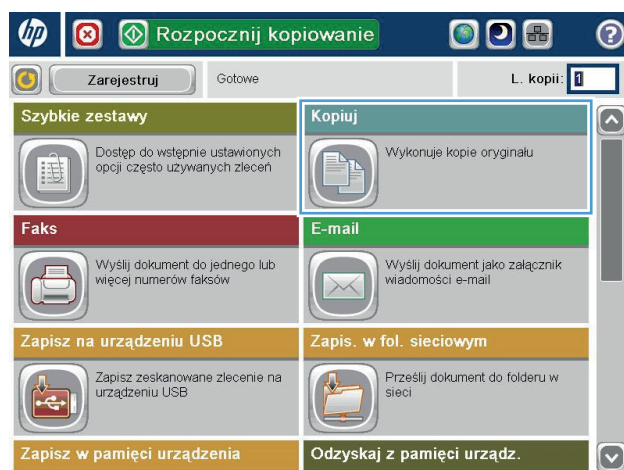 hp
Rozpocznij kopiowanie
?
Zarejestruj
Gotowe
L. kopii: 1
Szybkie zestawy
Dostęp do wstępnie ustawionych
opcji często używanych zleceń
Kopiuj
Wykonuje kopie oryginału
Faks
Wyślij dokument do jednego lub
więcej numerów faksów
E-mail
Wyślij dokument jako załącznik
wiadomości e-mail
Zapisz na urządzeniu USB
Zapisz zeskanowane zlecenie na
urządzeniu USB
Zapis. w fol. sieciowym
Prześlij dokument do folderu w
sieci
Zapisz w pamięci urządzenia
Odzyskaj z pamięci urządz.